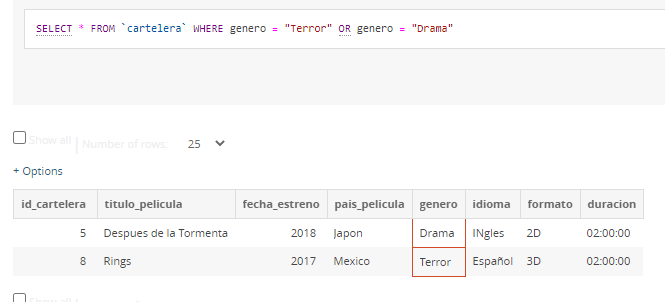 SELECT * FROM `cartelera` WHERE genero = "Terror" OR genero = "Drama"
Show all | Number of rows: 25
+ Options
id_cartelera titulo_pelicula fecha_estreno pais_pelicula genero idioma formato duracion
5 Despues de la Tormenta 2018 Japon Drama INgles 2D 02:00:00
8 Rings 2017 Mexico Terror Español 3D 02:00:00
Show all